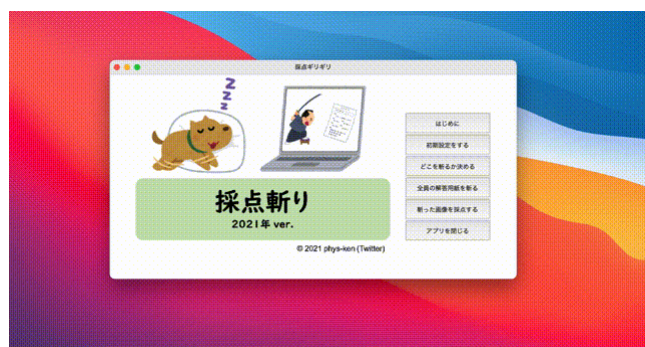 採点ギリギリ
Z
Z
Z
採点斬り
2021年 ver.
© 2021 phys-ken (Twitter)
はじめに
初期設定をする
どこを斬るか決める
全員の解答用紙を斬る
斬った画像を採点する
アプリを閉じる